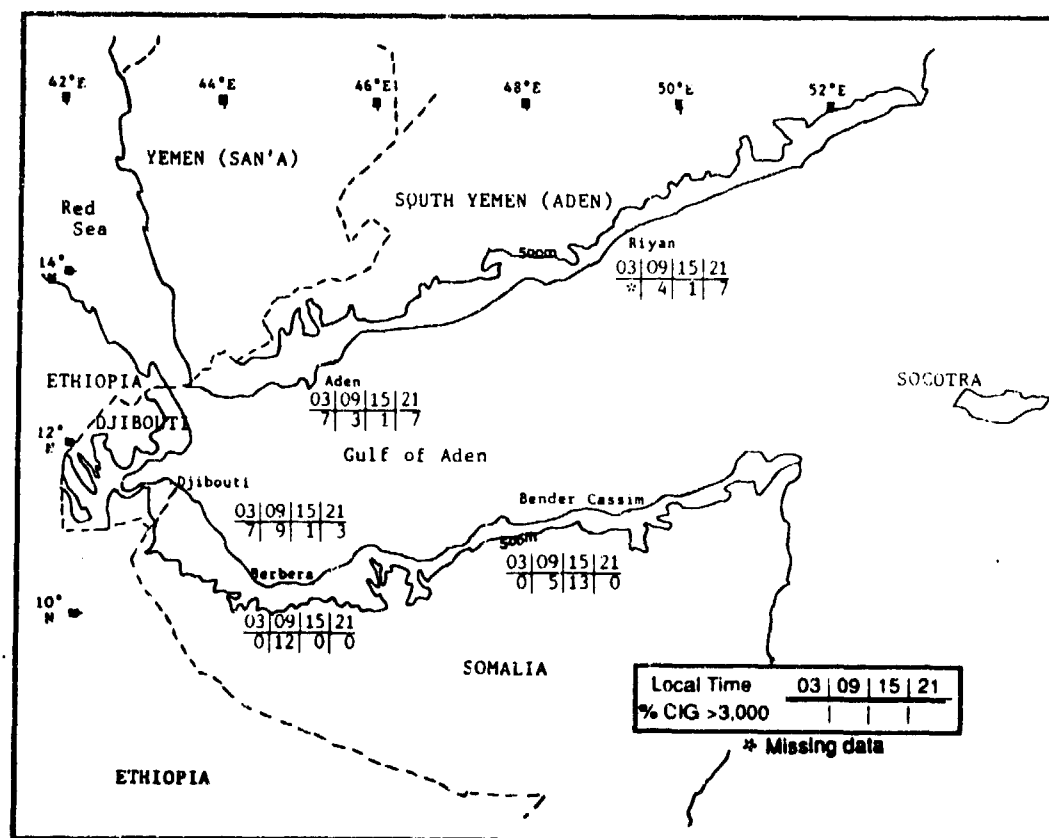 42°E 44°E 46°E 48°E 50°E 52°E
YEMEN (SAN'A)
SOUTH YEMEN (ADEN)
Red
Sea
500m
Riyan
03 | 09 | 15 | 21
* | 4 | 1 | 7
14°
N
ETHIOPIA
Aden
03 | 09 | 15 | 21
7 | 3 | 1 | 7
SOCOTRA
DJIBOUTI
12°
N
Gulf of Aden
Djibouti
03 | 09 | 15 | 21
7 | 9 | 1 | 3
Bender Cassim
500m
03 | 09 | 15 | 21
0 | 5 | 13 | 0
Berbera
03 | 09 | 15 | 21
0 | 12 | 0 | 0
10°
N
SOMALIA
Local Time 03 | 09 | 15 | 21
% CIG >3,000
* Missing data
ETHIOPIA